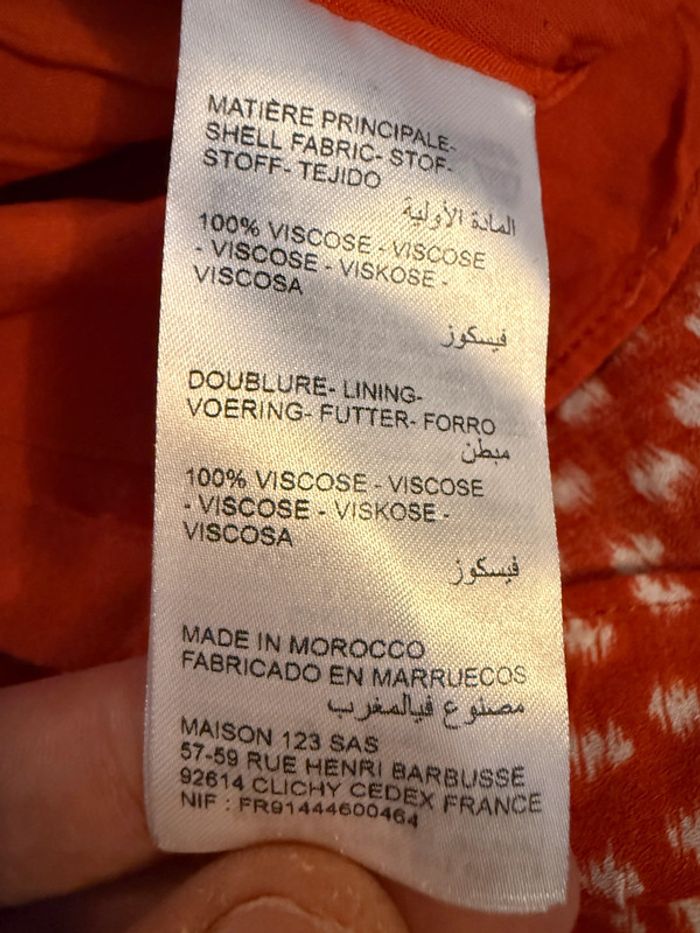 MATIÈRE PRINCIPALE-
SHELL FABRIC- STOF-
STOFF- TEJIDO
المادة الأولية
100% VISCOSE - VISCOSE
- VISCOSE - VISKOSE -
VISCOSA
فيسكوز
DOUBLURE- LINING-
VOERING- FUTTER- FORRO
مبطن
100% VISCOSE - VISCOSE
- VISCOSE - VISKOSE -
VISCOSA
فيسكوز
MADE IN MOROCCO
FABRICADO EN MARRUECOS
مصنوع فيالمغرب
MAISON 123 SAS
57-59 RUE HENRI BARBUSSE
92614 CLICHY CEDEX FRANCE
NIF : FR91444600464